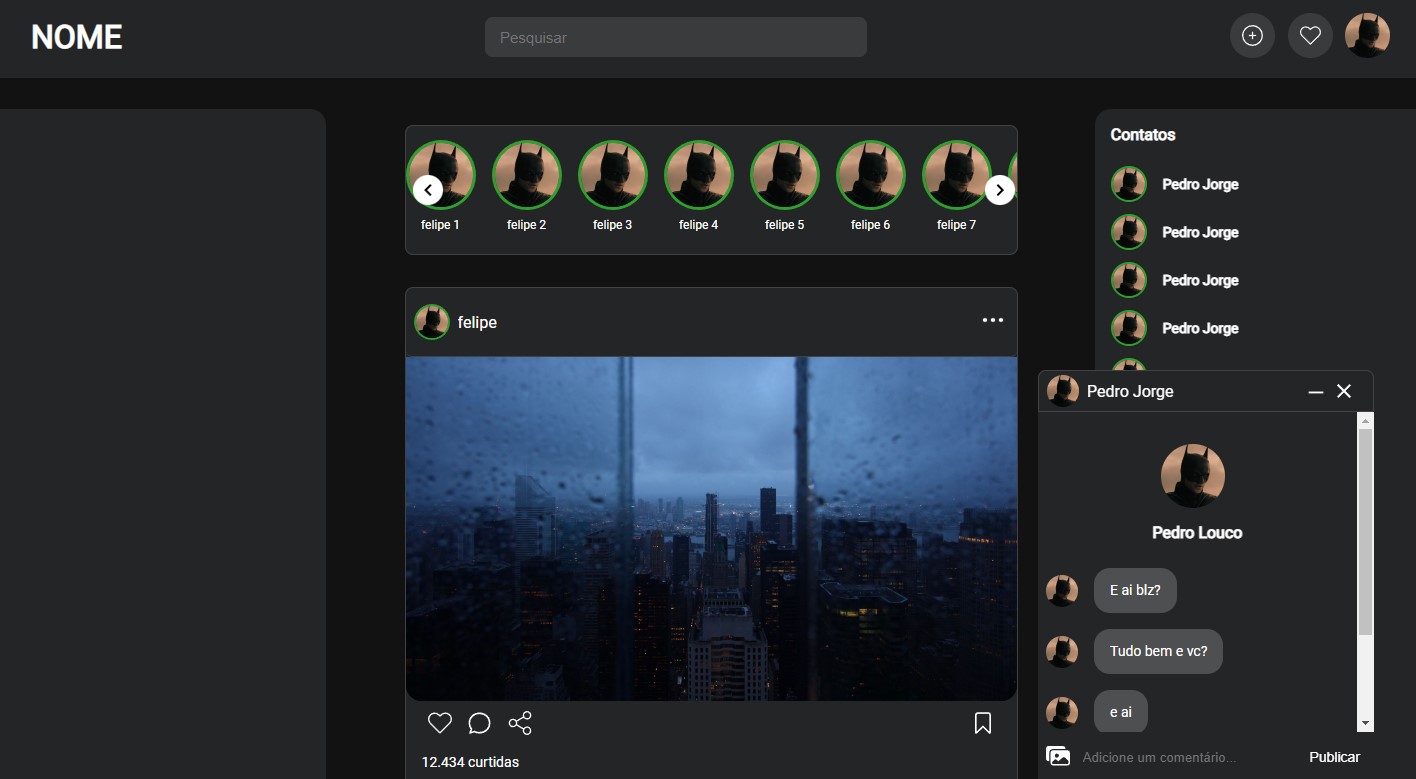 NOME
Pesquisar
felipe 1
felipe 2
felipe 3
felipe 4
felipe 5
felipe 6
felipe 7
felipe
12.434 curtidas
Contatos
Pedro Jorge
Pedro Jorge
Pedro Jorge
Pedro Jorge
Pedro Jorge
Pedro Louco
E ai blz?
Tudo bem e vc?
e ai
Adicione um comentário...
Publicar